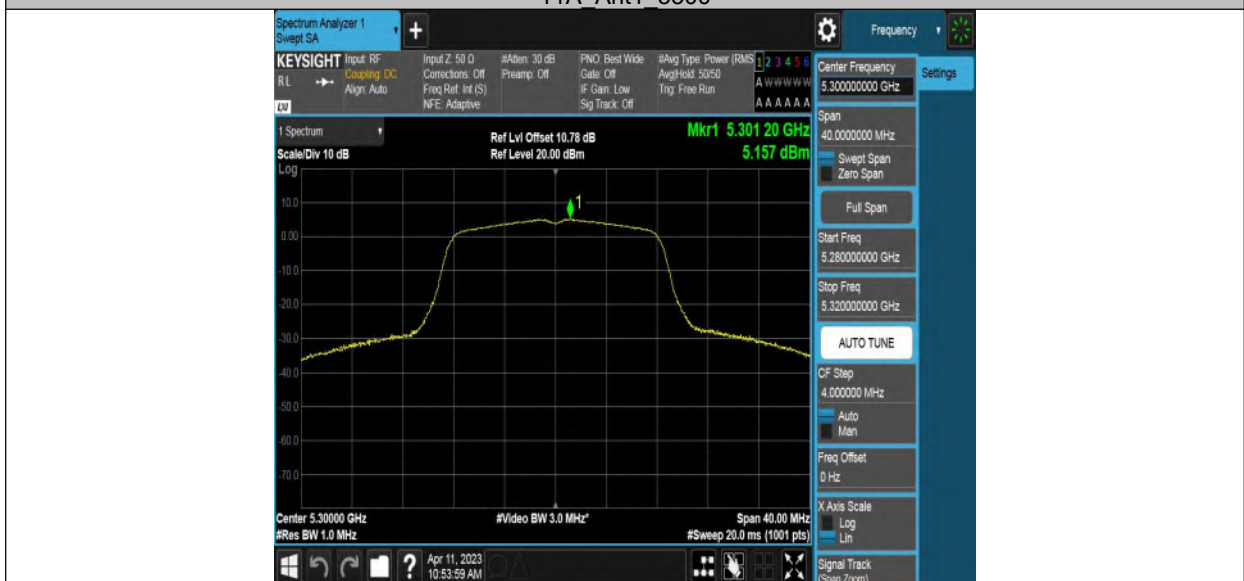 11A_Ant1_5300
Spectrum Analyzer 1
Swept SA
+
Frequency
KEYSIGHT
RL
LXI
Input: RF
Coupling: DC
Align: Auto
Input Z: 50 Ω
Corrections: Off
Freq Ref: Int (S)
NFE: Adaptive
#Atten: 30 dB
Preamp: Off
PNO: Best Wide
Gate: Off
IF Gain: Low
Sig Track: Off
#Avg Type: Power (RMS
Avg|Hold: 50/50
Trig: Free Run
1 2 3 4 5 6
A W W W W W
A A A A A A
Center Frequency
5.300000000 GHz
Settings
Span
40.0000000 MHz
Swept Span
Zero Span
Full Span
Start Freq
5.280000000 GHz
Stop Freq
5.320000000 GHz
AUTO TUNE
CF Step
4.000000 MHz
Auto
Man
Freq Offset
0 Hz
X Axis Scale
Log
Lin
Signal Track
(Span Zoom)
1 Spectrum
Scale/Div 10 dB
Log
Ref Lvl Offset 10.78 dB
Ref Level 20.00 dBm
Mkr1 5.301 20 GHz
5.157 dBm
1
10.0
0.00
-10.0
-20.0
-30.0
-40.0
-50.0
-60.0
-70.0
Center 5.30000 GHz
#Res BW 1.0 MHz
#Video BW 3.0 MHz*
Span 40.00 MHz
#Sweep 20.0 ms (1001 pts)
?
Apr 11, 2023
10:53:59 AM